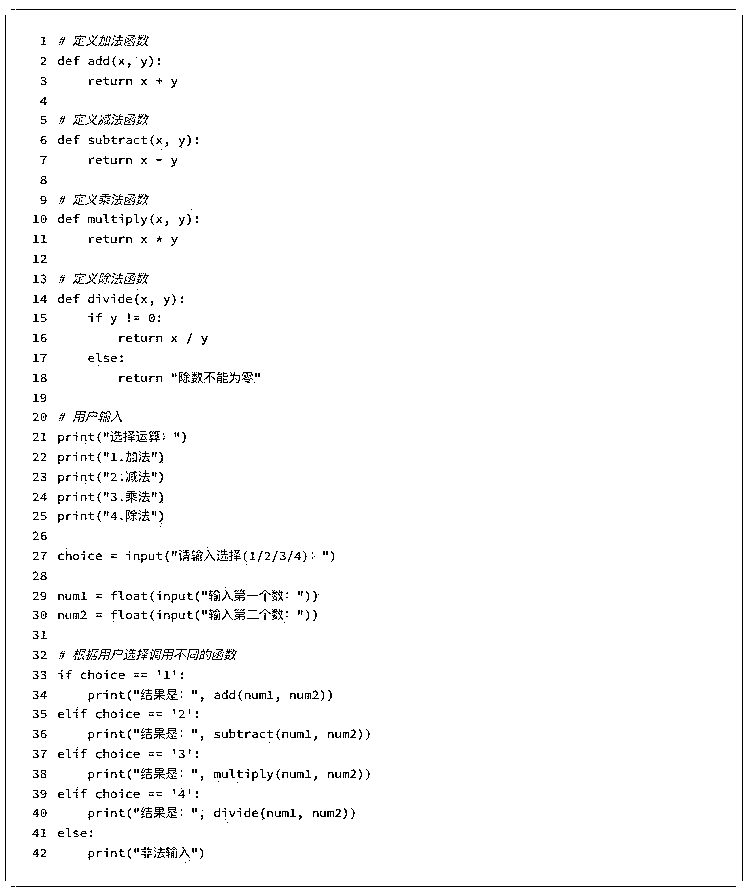 1 # 定义加法函数
2 def add(x, y):
3     return x + y
4
5 # 定义减法函数
6 def subtract(x, y):
7     return x - y
8
9 # 定义乘法函数
10 def multiply(x, y):
11     return x * y
12
13 # 定义除法函数
14 def divide(x, y):
15     if y != 0:
16         return x / y
17     else:
18         return "除数不能为零"
19
20 # 用户输入
21 print("选择运算：")
22 print("1.加法")
23 print("2.减法")
24 print("3.乘法")
25 print("4.除法")
26
27 choice = input("请输入选择(1/2/3/4)：")
28
29 num1 = float(input("输入第一个数："))
30 num2 = float(input("输入第二个数："))
31
32 # 根据用户选择调用不同的函数
33 if choice == '1':
34     print("结果是：", add(num1, num2))
35 elif choice == '2':
36     print("结果是：", subtract(num1, num2))
37 elif choice == '3':
38     print("结果是：", multiply(num1, num2))
39 elif choice == '4':
40     print("结果是：", divide(num1, num2))
41 else:
42     print("非法输入")